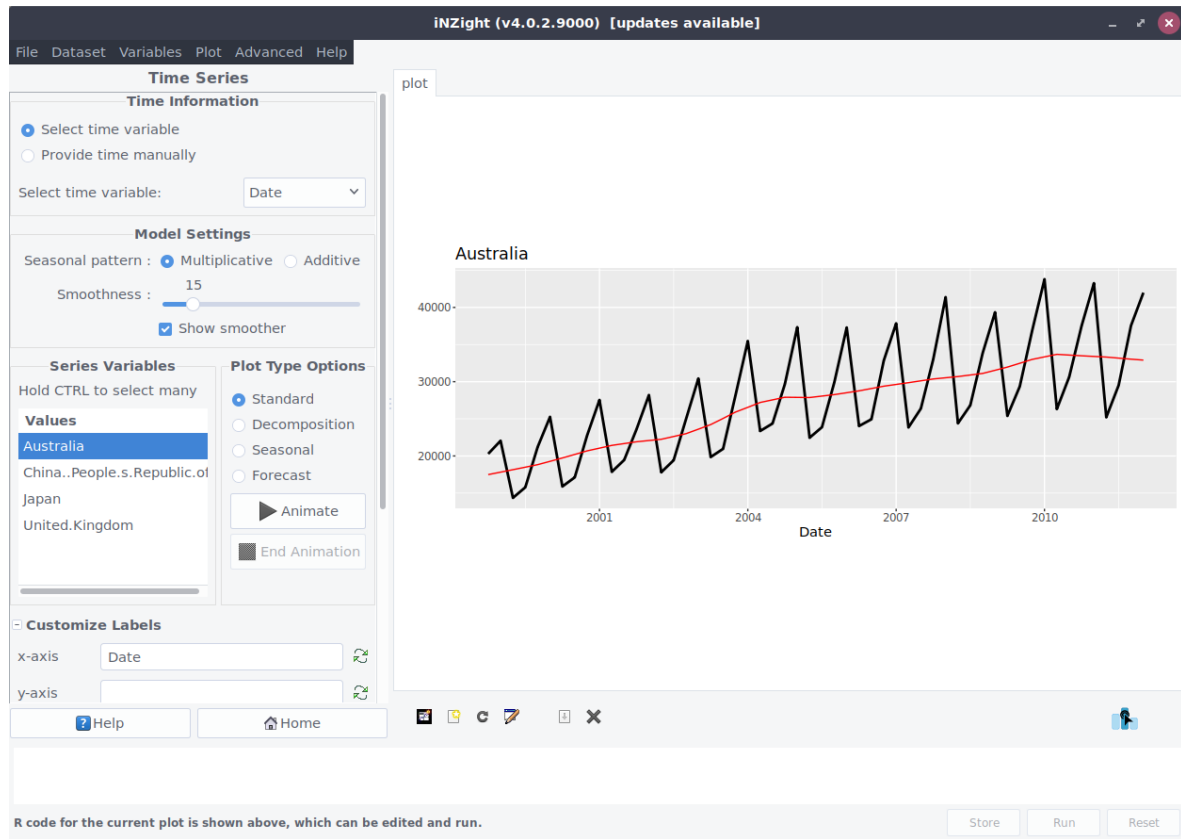 iNZight (v4.0.2.9000)  [updates available]
File Dataset Variables Plot Advanced Help
Time Series
Time Information
Select time variable
Provide time manually
Select time variable: Date
Model Settings
Seasonal pattern : Multiplicative Additive
15
Smoothness :
Show smoother
Series Variables
Hold CTRL to select many
Values
Australia
China..People.s.Republic.of
Japan
United.Kingdom
Plot Type Options
Standard
Decomposition
Seasonal
Forecast
Animate
End Animation
Customize Labels
x-axis Date
y-axis
Help Home
plot
Australia
40000
30000
20000
2001 2004 2007 2010
Date
R code for the current plot is shown above, which can be edited and run.
Store Run Reset